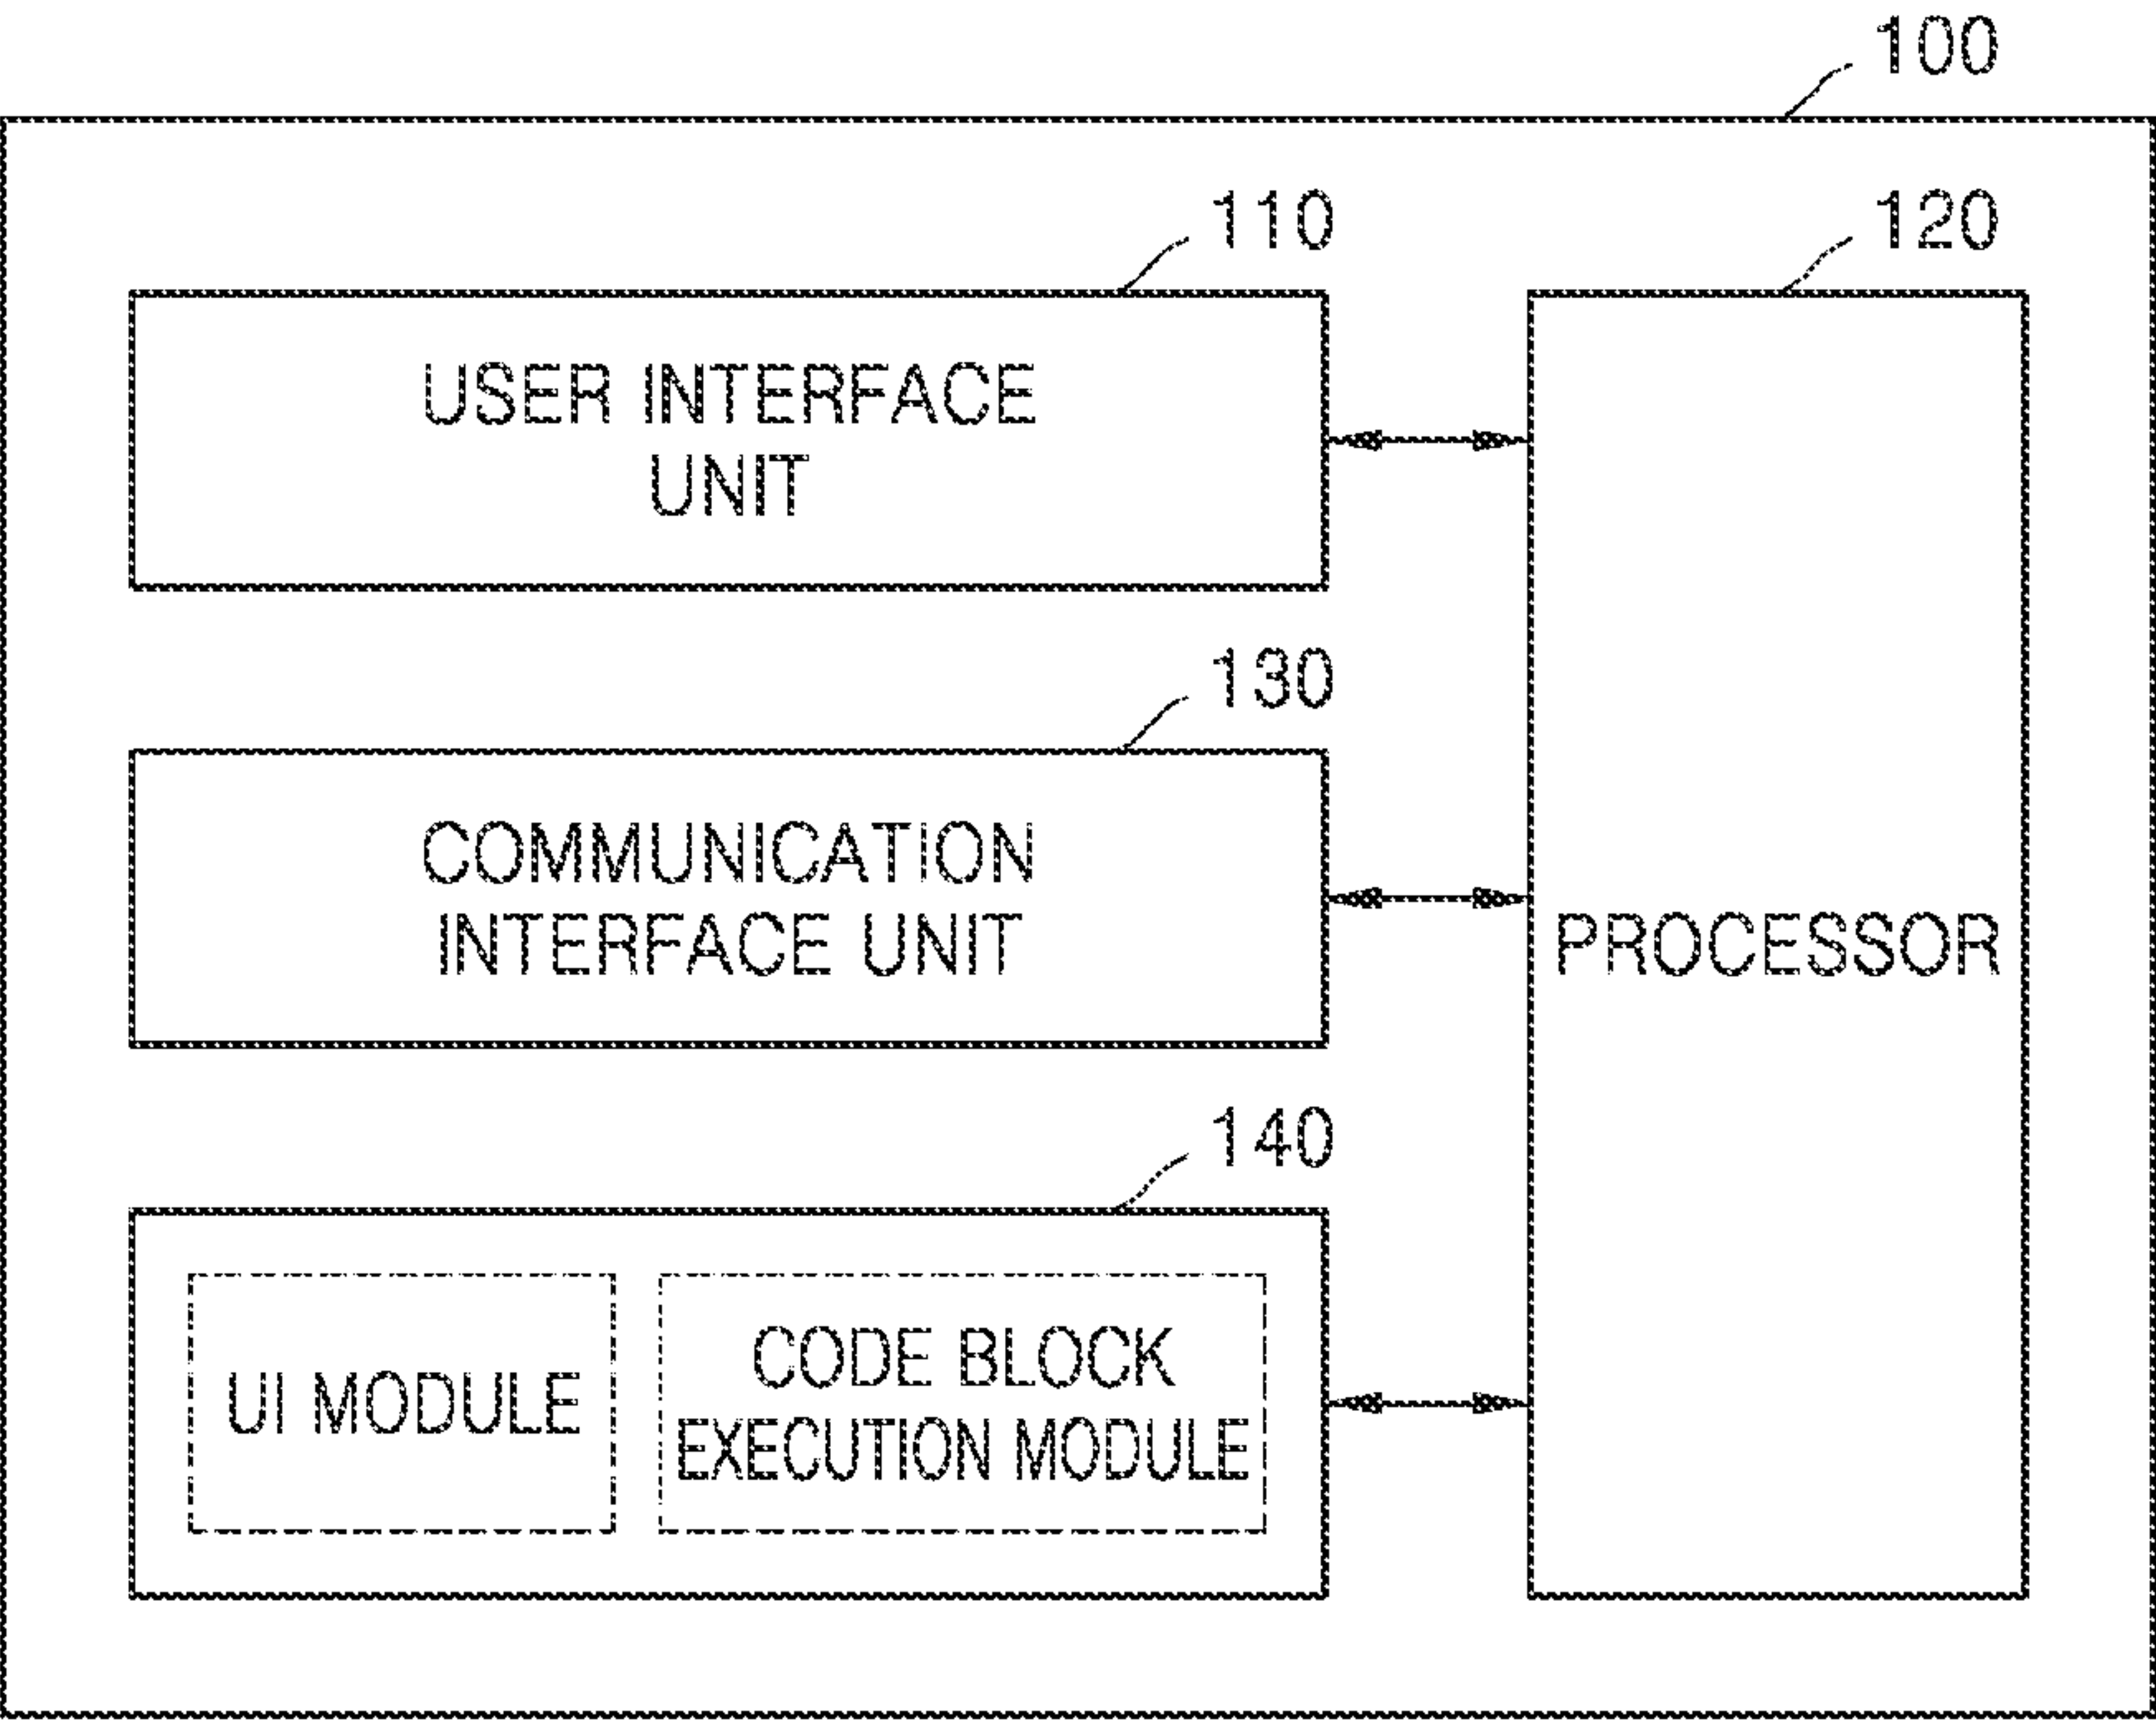 100
110
120
USER INTERFACE
UNIT
130
COMMUNICATION
INTERFACE UNIT
PROCESSOR
140
UI MODULE
CODE BLOCK
EXECUTION MODULE